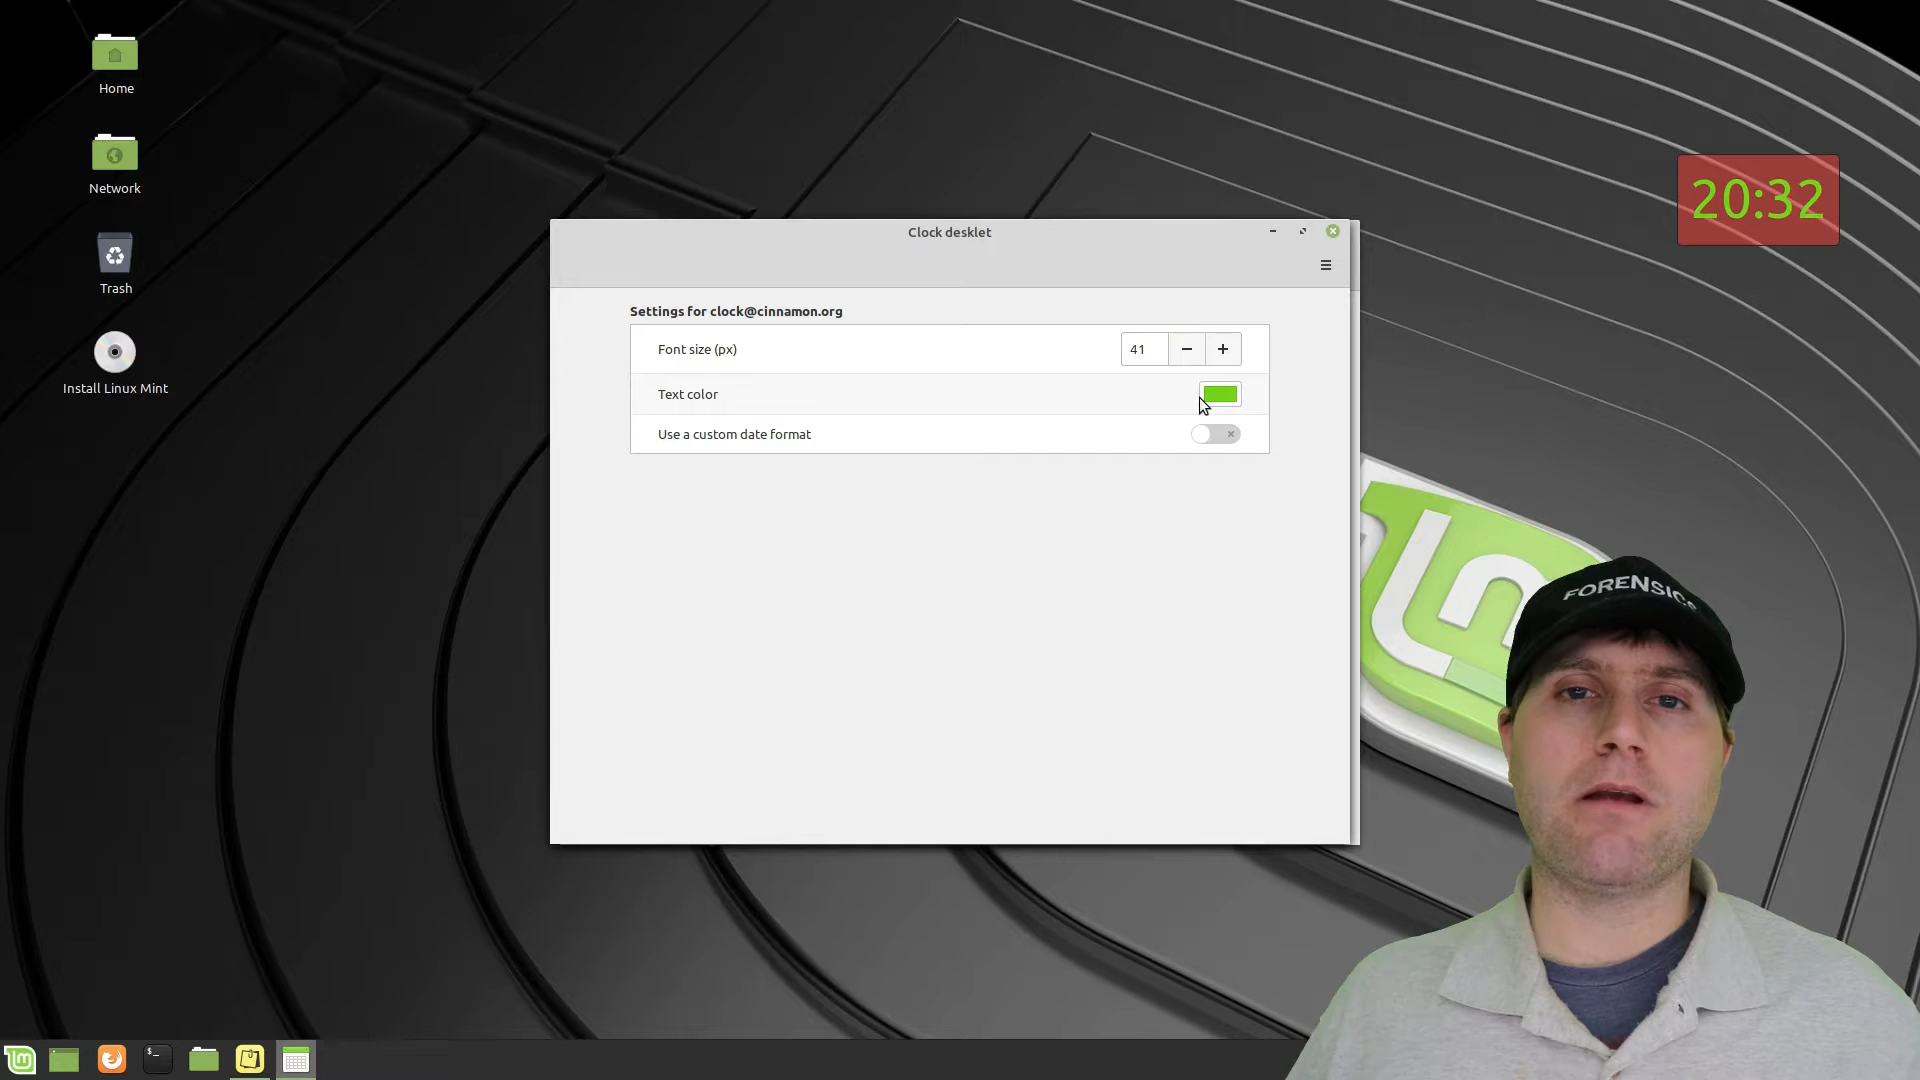 Home
Network
Trash
Install Linux Mint
20:32
Clock desklet
Settings for clock@cinnamon.org
Font size (px)
41
Text color
Use a custom date format
FORENSICS